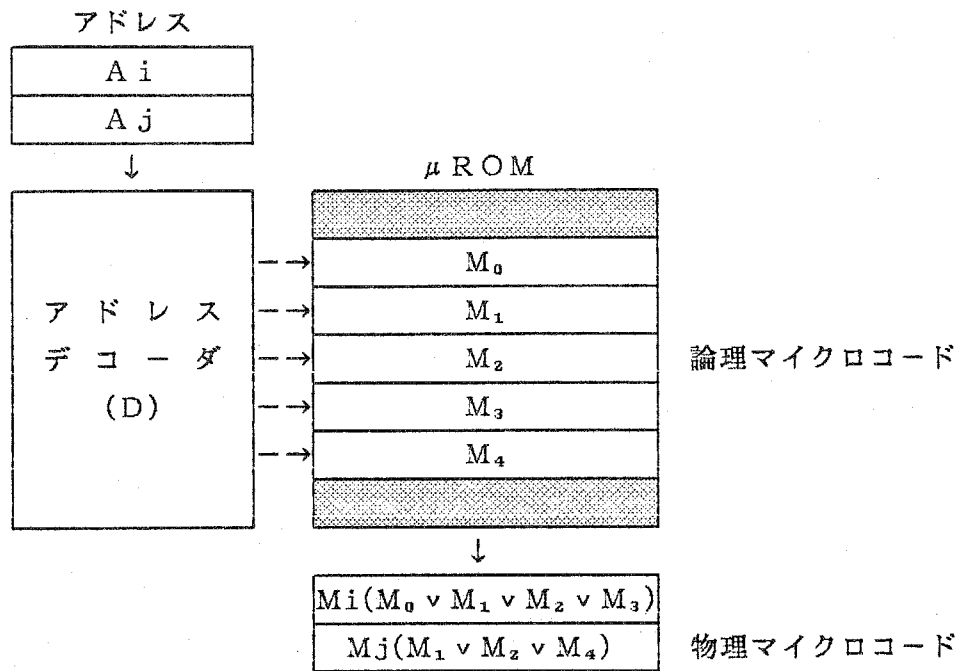 アドレス
Ai
Aj
↓
μROM
アドレス
デコーダ
(D)
M₀
M₁
M₂
M₃
M₄
論理マイクロコード
↓
Mi(M₀∨M₁∨M₂∨M₃)
Mj(M₁∨M₂∨M₄)
物理マイクロコード